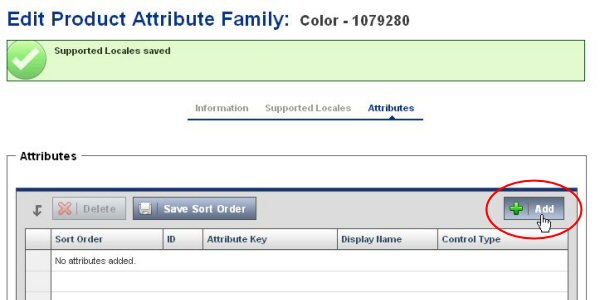 Edit Product Attribute Family: Color - 1079280
Supported Locales saved
Information Supported Locales Attributes
Attributes
Delete Save Sort Order Add
Sort Order ID Attribute Key Display Name Control Type
No attributes added.